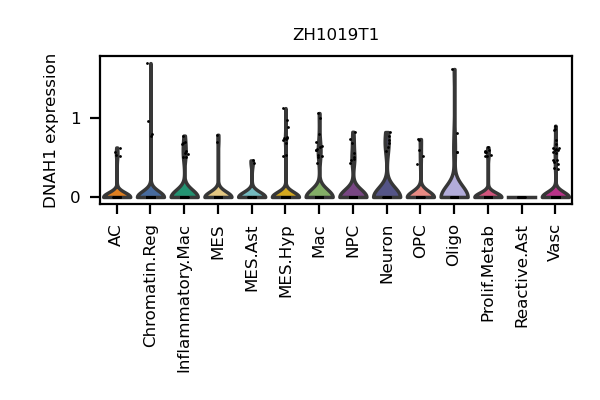 ZH1019T1
DNAH1 expression
1
0
AC
Chromatin.Reg
Inflammatory.Mac
MES
MES.Ast
MES.Hyp
Mac
NPC
Neuron
OPC
Oligo
Prolif.Metab
Reactive.Ast
Vasc